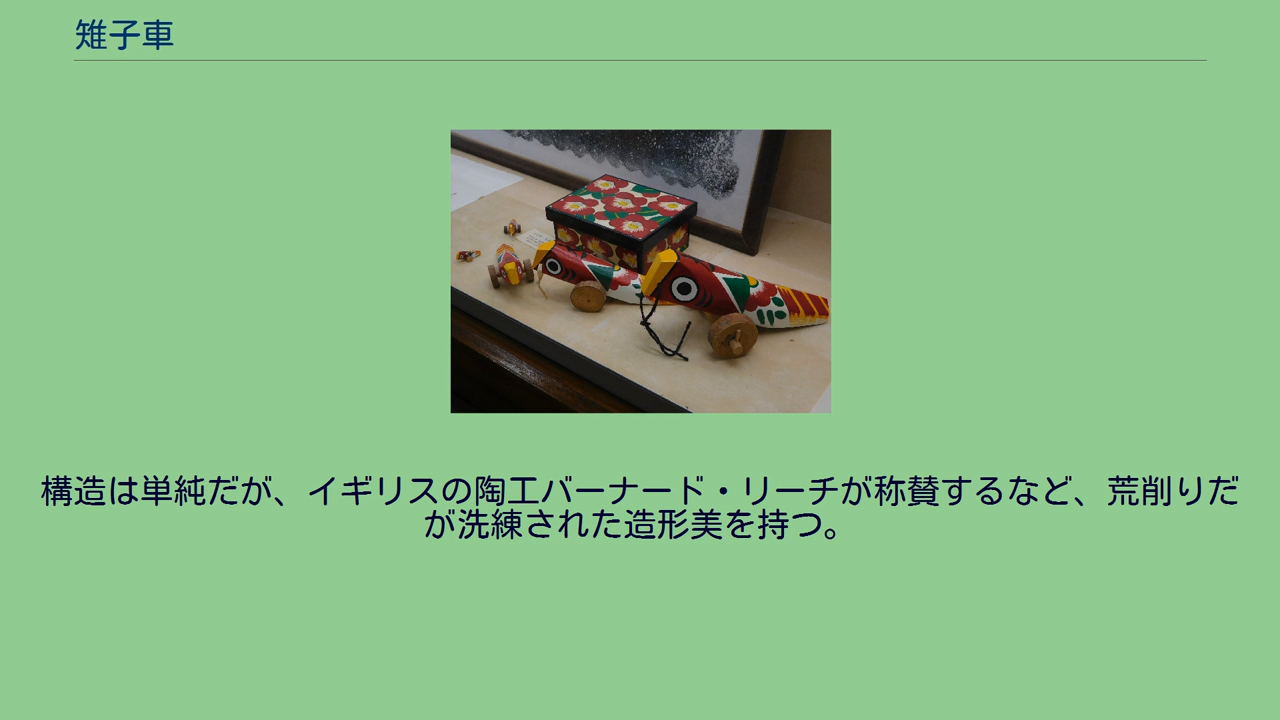 雉子車
構造は単純だが、イギリスの陶工バーナード・リーチが称賛するなど、荒削りだ
が洗練された造形美を持つ。